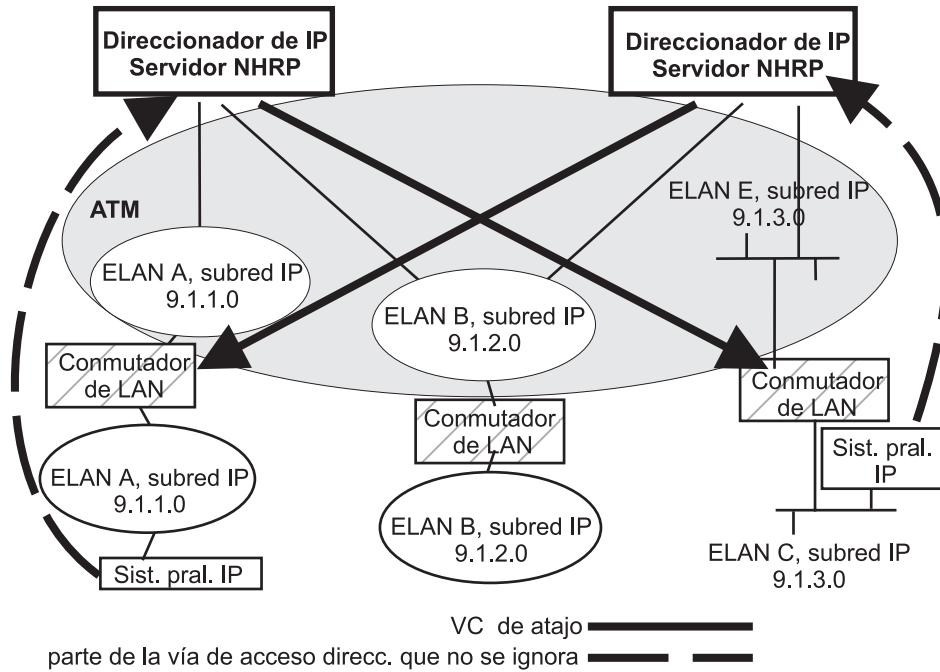 Direccionador de IP
Servidor NHRP
Direccionador de IP
Servidor NHRP
ATM
ELAN E, subred IP
9.1.3.0
ELAN A, subred IP
9.1.1.0
ELAN B, subred IP
9.1.2.0
Conmutador
de LAN
Conmutador
de LAN
Conmutador
de LAN
Sist. pral.
IP
ELAN A, subred IP
9.1.1.0
ELAN B, subred IP
9.1.2.0
ELAN C, subred IP
9.1.3.0
Sist. pral. IP
VC de atajo
parte de la vía de acceso direcc. que no se ignora